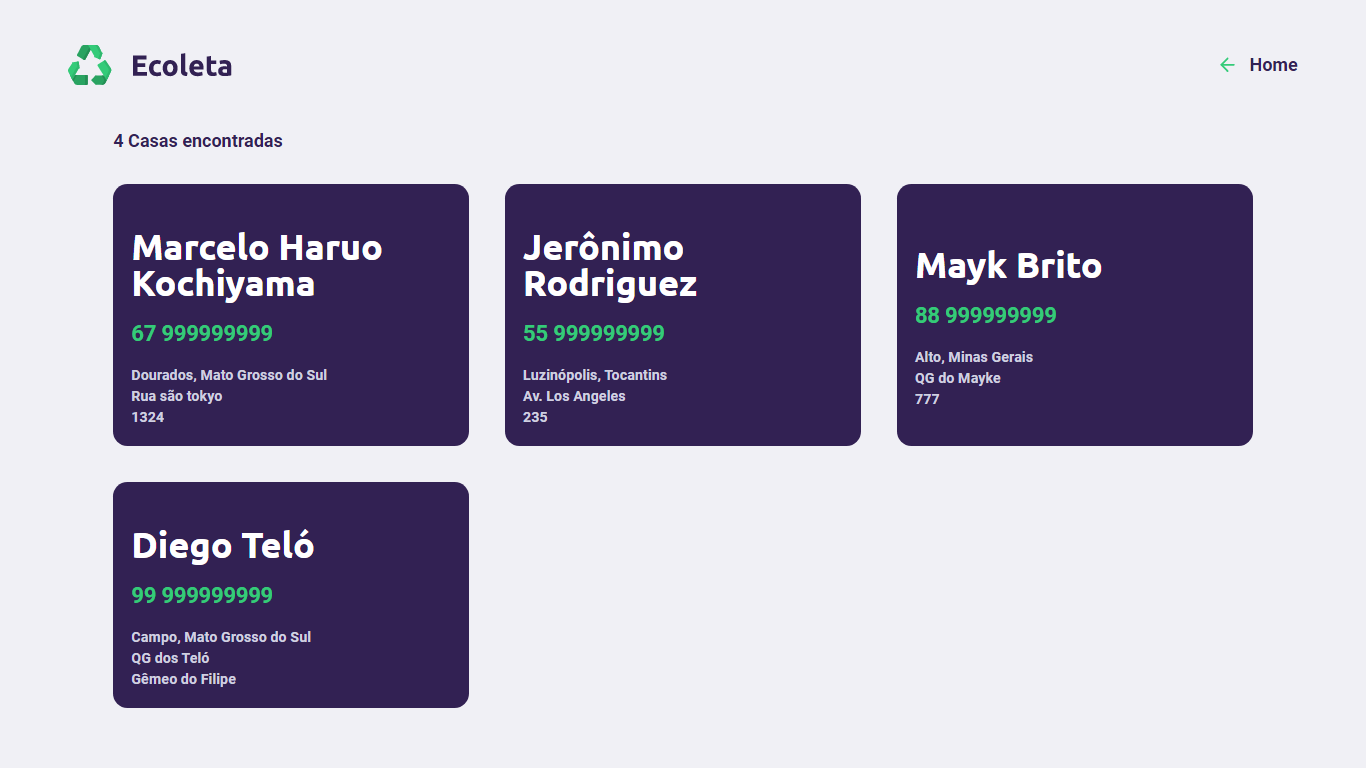 Ecoleta
Home
4 Casas encontradas
Marcelo Haruo
Kochiyama
67 999999999
Dourados, Mato Grosso do Sul
Rua são tokyo
1324
Jerônimo
Rodriguez
55 999999999
Luzinópolis, Tocantins
Av. Los Angeles
235
Mayk Brito
88 999999999
Alto, Minas Gerais
QG do Mayke
777
Diego Teló
99 999999999
Campo, Mato Grosso do Sul
QG dos Teló
Gêmeo do Filipe